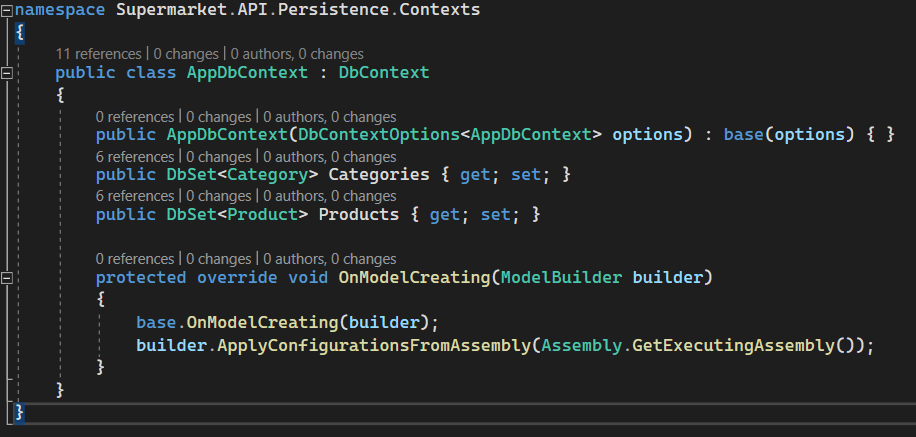 namespace Supermarket.API.Persistence.Contexts
{
11 references | 0 changes | 0 authors, 0 changes
public class AppDbContext : DbContext
{
0 references | 0 changes | 0 authors, 0 changes
public AppDbContext(DbContextOptions<AppDbContext> options) : base(options) { }
6 references | 0 changes | 0 authors, 0 changes
public DbSet<Category> Categories { get; set; }
6 references | 0 changes | 0 authors, 0 changes
public DbSet<Product> Products { get; set; }
0 references | 0 changes | 0 authors, 0 changes
protected override void OnModelCreating(ModelBuilder builder)
{
base.OnModelCreating(builder);
builder.ApplyConfigurationsFromAssembly(Assembly.GetExecutingAssembly());
}
}
}